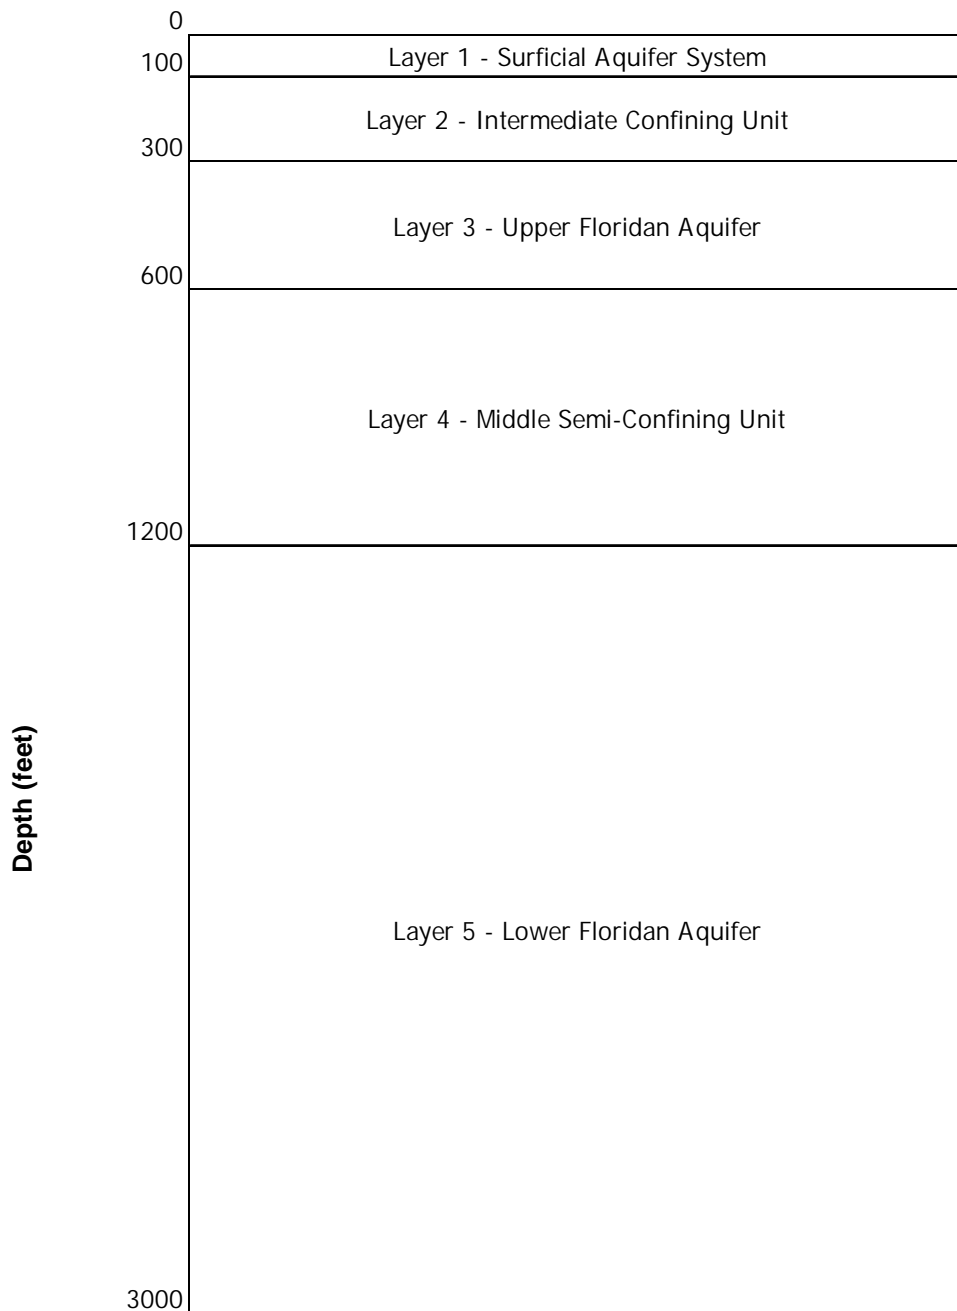 0
Layer 1 - Surficial Aquifer System
100
Layer 2 - Intermediate Confining Unit
300
Layer 3 - Upper Floridan Aquifer
600
Layer 4 - Middle Semi-Confining Unit
1200
Depth (feet)
Layer 5 - Lower Floridan Aquifer
3000